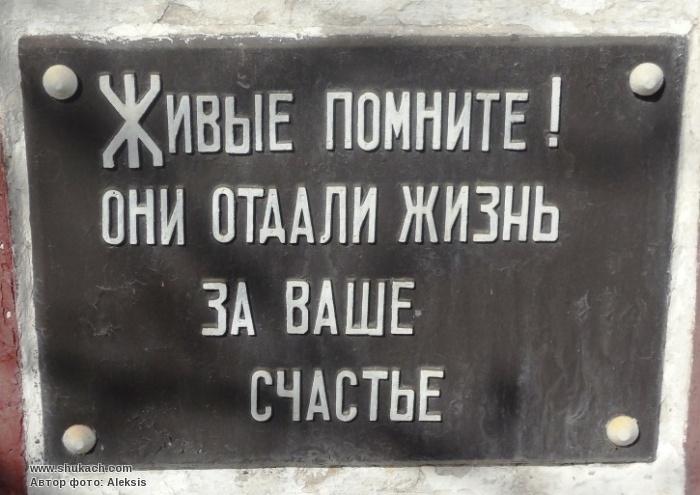 Живые помните!
они отдали жизнь
за ваше
счастье
www.shukach.com
Автор фото: Aleksis